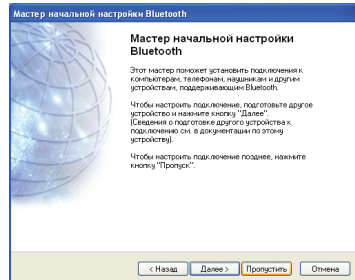 Мастер начальной настройки Bluetooth
Мастер начальной настройки
Bluetooth
Этот мастер поможет установить подключения к
компьютерам, телефонам, наушникам и другим
устройствам, поддерживающим Bluetooth.
Чтобы настроить подключение, подготовьте другое
устройство и нажмите кнопку "Далее".
(Сведения о подготовке другого устройства к
подключению см. в документации по этому
устройству).
Чтобы настроить подключение позднее, нажмите
кнопку "Пропуск".
< Назад Далее > Пропустить Отмена